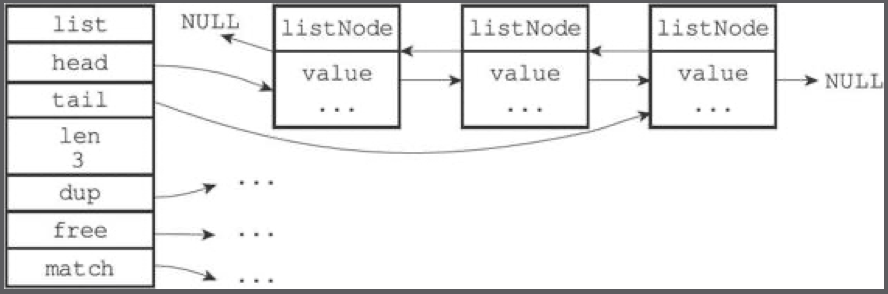 list
head
tail
len
3
dup
free
match
NULL
listNode
value
...
listNode
value
...
listNode
value
...
NULL
...
...
...